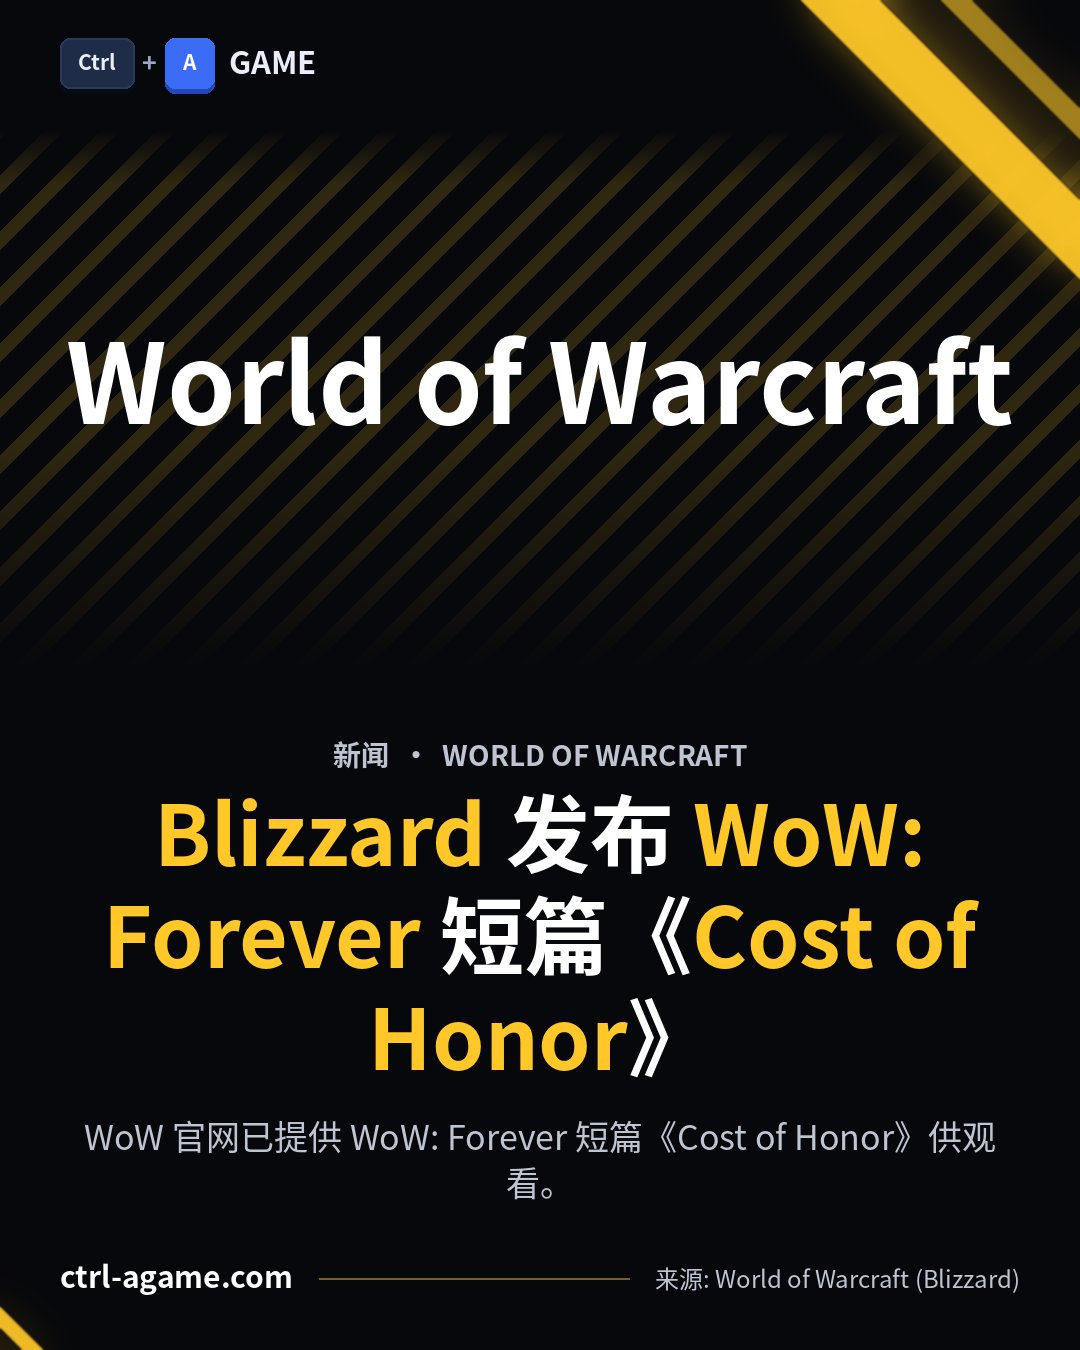 Ctrl + A GAME
World of Warcraft
新闻 • WORLD OF WARCRAFT
Blizzard 发布 WoW:
Forever 短篇《Cost of
Honor》
WoW 官网已提供 WoW: Forever 短篇《Cost of Honor》供观
看。
ctrl-agame.com
来源: World of Warcraft (Blizzard)